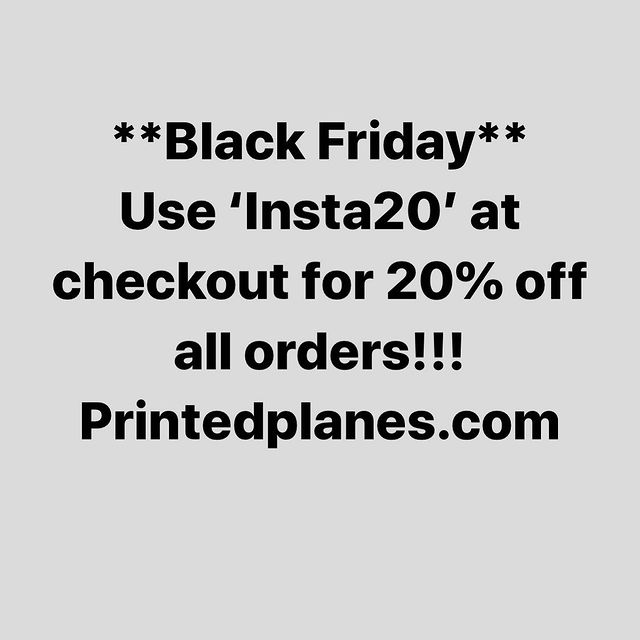 **Black Friday**
Use ‘Insta20’ at
checkout for 20% off
all orders!!!
Printedplanes.com